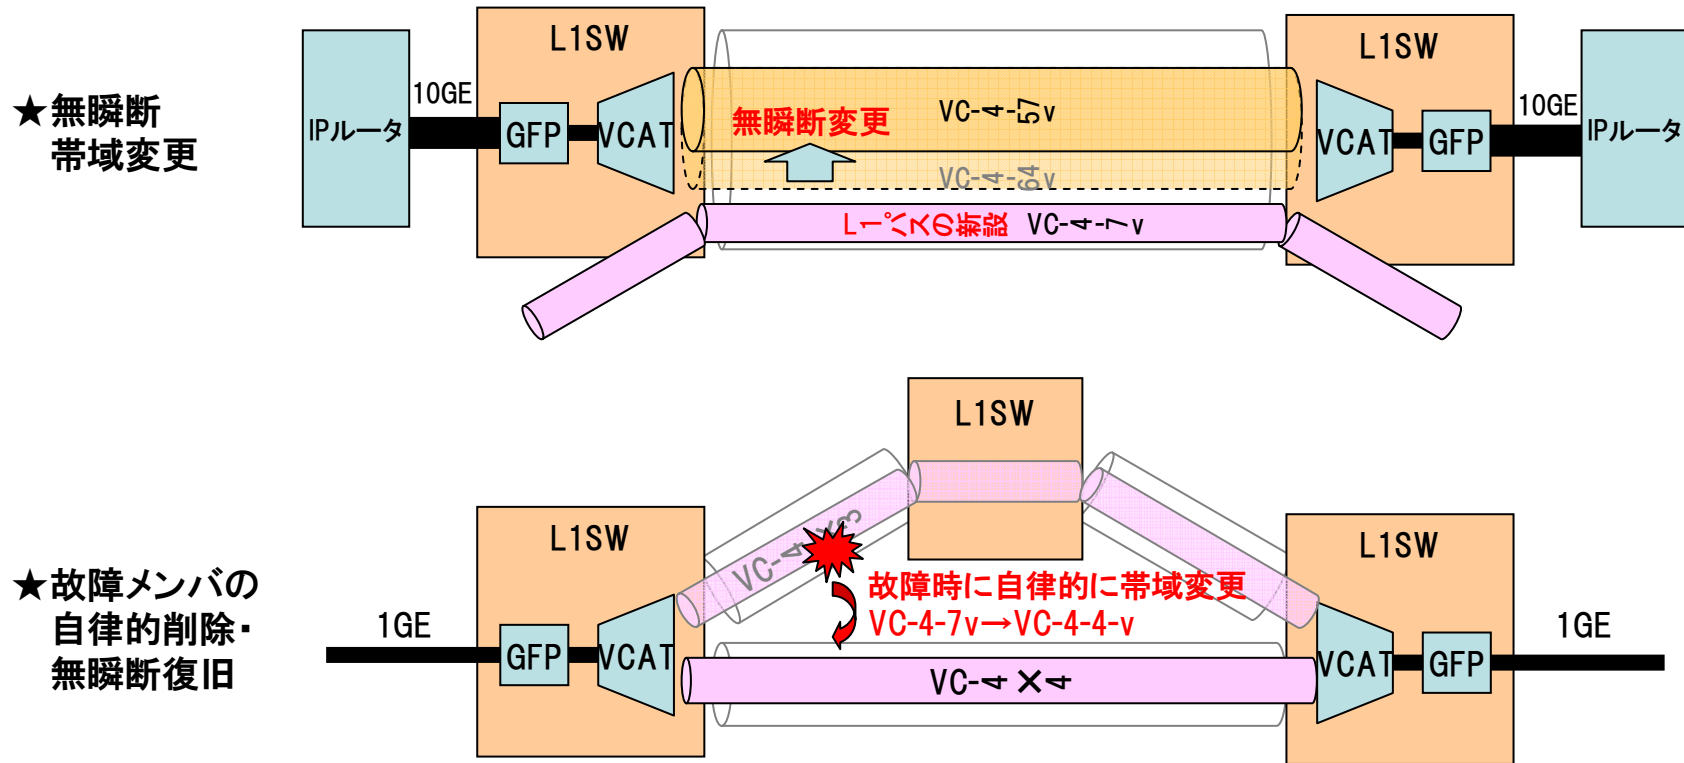 ★無瞬断
帯域変更
IPルータ
10GE
L1SW
GFP
VCAT
無瞬断変更
VC-4-57v
VC-4-64v
L1パスの新設 VC-4-7v
L1SW
VCAT
GFP
10GE
IPルータ
★故障メンバの
自律的削除・
無瞬断復旧
1GE
L1SW
GFP
VCAT
VC-4×3
L1SW
故障時に自律的に帯域変更
VC-4-7v→VC-4-4-v
VC-4×4
L1SW
VCAT
GFP
1GE